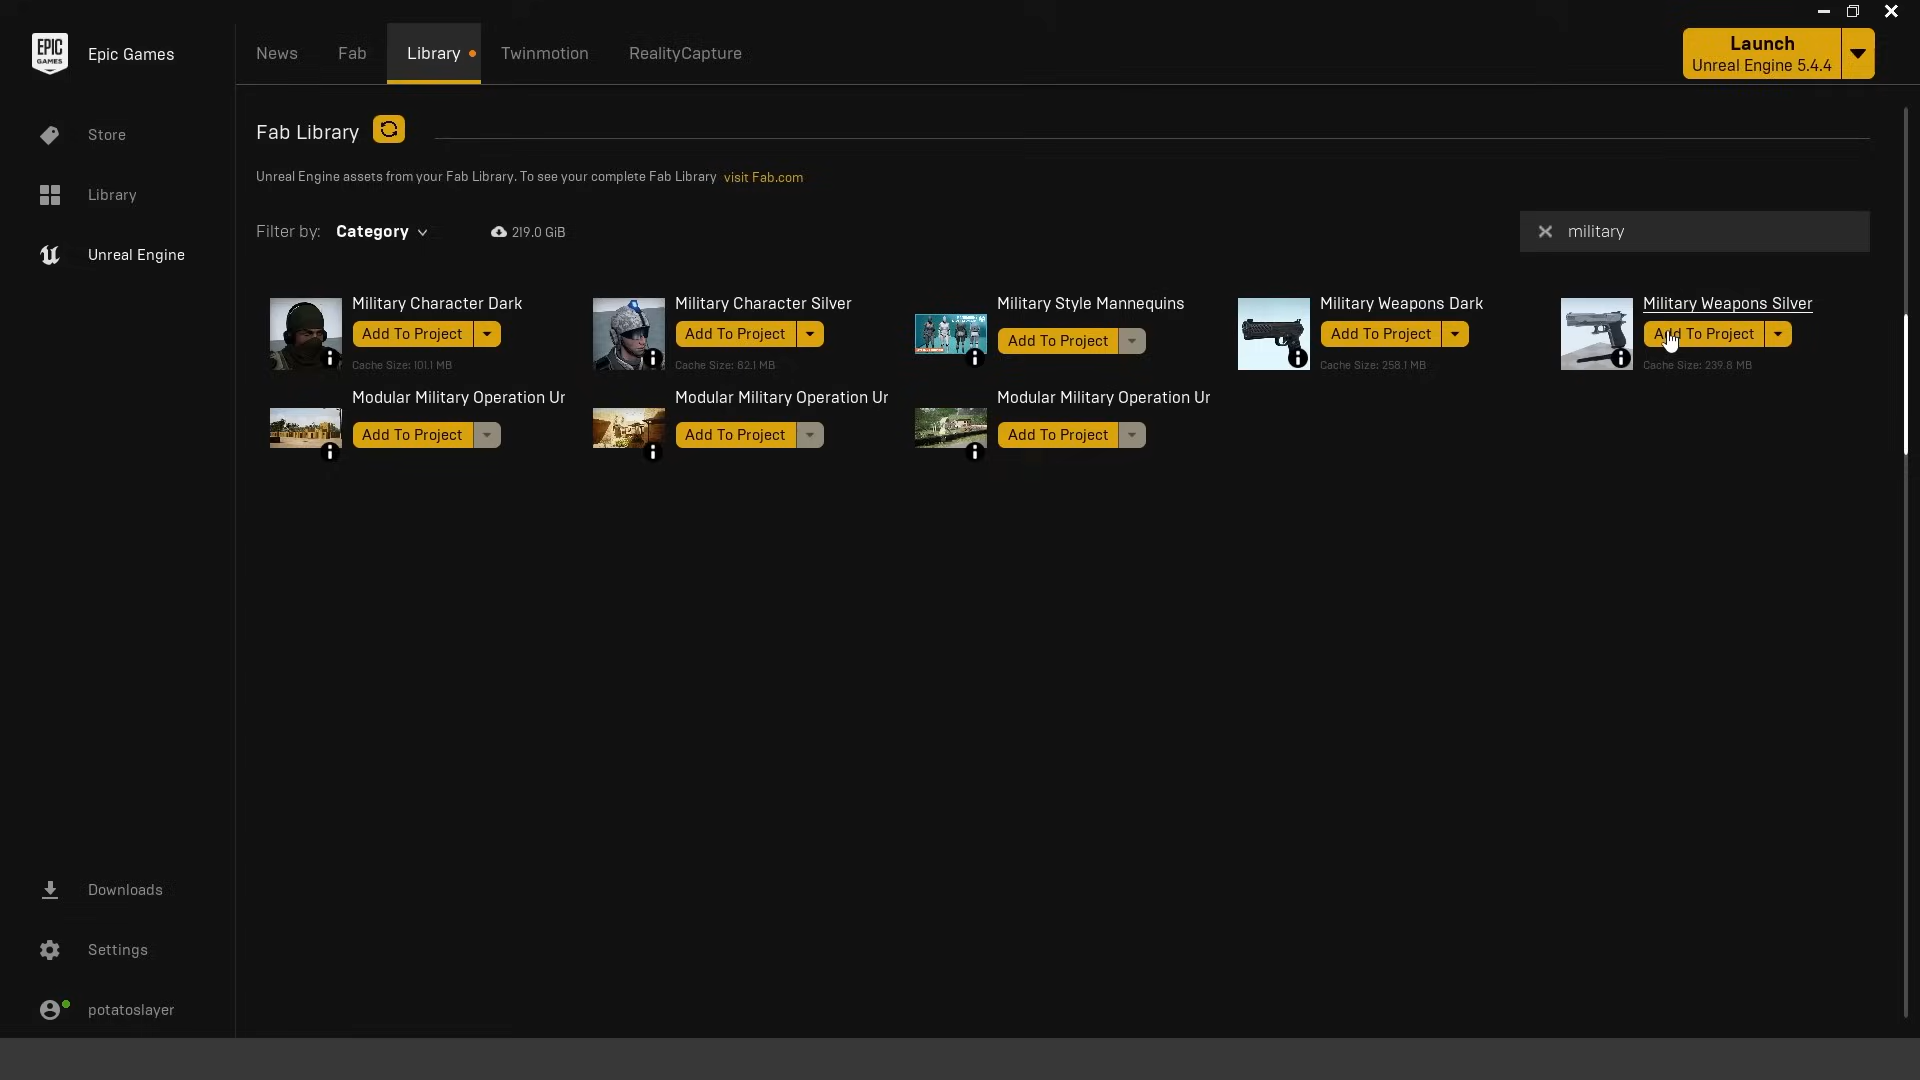 EPIC GAMES
Epic Games
News
Fab
Library
Twinmotion
RealityCapture
Launch
Unreal Engine 5.4.4
Store
Library
Unreal Engine
Fab Library
Unreal Engine assets from your Fab Library. To see your complete Fab Library visit Fab.com
Filter by: Category
219.0 GiB
military
Military Character Dark
Add To Project
Cache Size: 101.1 MB
Military Character Silver
Add To Project
Cache Size: 82.1 MB
Military Style Mannequins
Add To Project
Military Weapons Dark
Add To Project
Cache Size: 258.1 MB
Military Weapons Silver
Add To Project
Cache Size: 239.8 MB
Modular Military Operation Ur
Add To Project
Modular Military Operation Ur
Add To Project
Modular Military Operation Ur
Add To Project
Downloads
Settings
potatoslayer